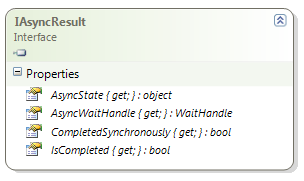 IAsyncResult
Interface
Properties
AsyncState { get; } : object
AsyncWaitHandle { get; } : WaitHandle
CompletedSynchronously { get; } : bool
IsCompleted { get; } : bool